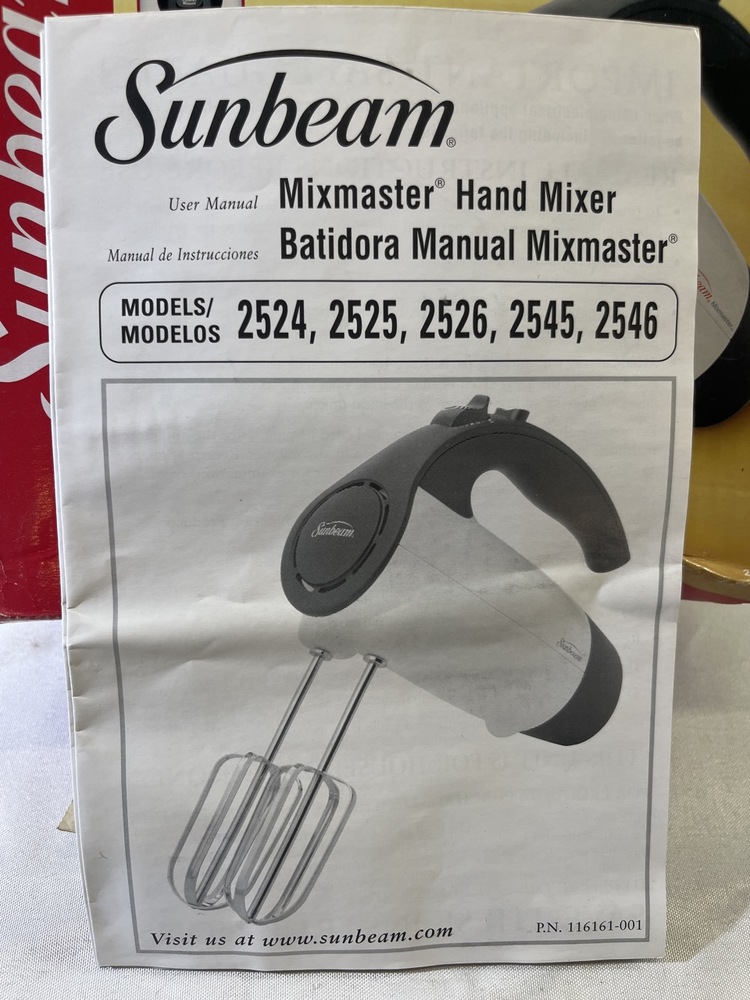 Sunbeam®
User Manual Mixmaster® Hand Mixer
Manual de Instrucciones Batidora Manual Mixmaster®
MODELS/
MODELOS 2524, 2525, 2526, 2545, 2546
Sunbeam
Sunbeam
Visit us at www.sunbeam.com
P.N. 116161-001
Sunbeam